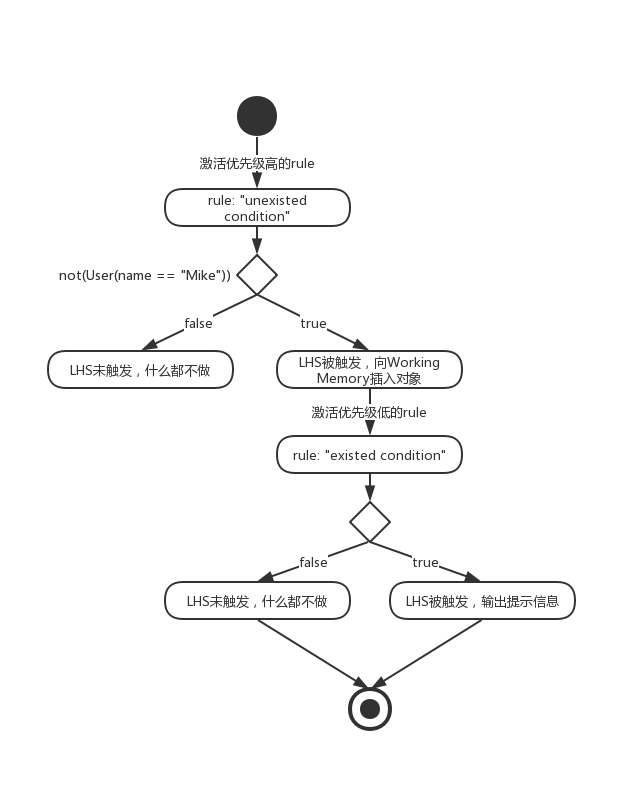 激活优先级高的rule
rule: "unexisted
condition"
not(User(name == "Mike"))
false
true
LHS未触发，什么都不做
LHS被触发，向Working
Memory插入对象
激活优先级低的rule
rule: "existed condition"
false
true
LHS未触发，什么都不做
LHS被触发，输出提示信息